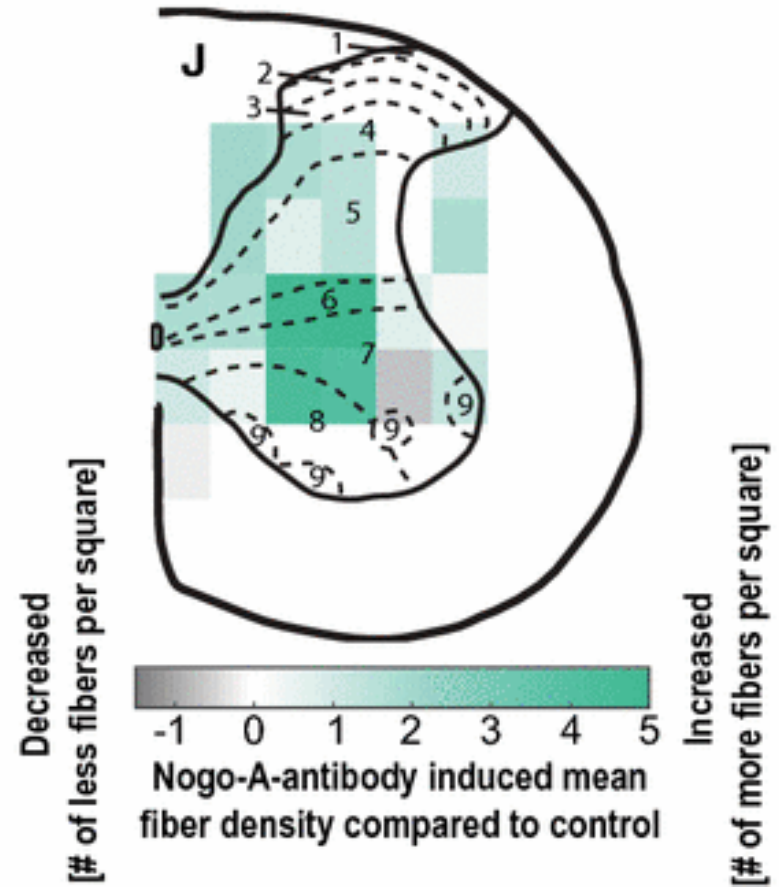 J
1
2
3
4
5
6
7
8
9
9
9
9
Decreased
[# of less fibers per square]
-1 0 1 2 3 4 5
Increased
[# of more fibers per square]
Nogo-A-antibody induced mean
fiber density compared to control